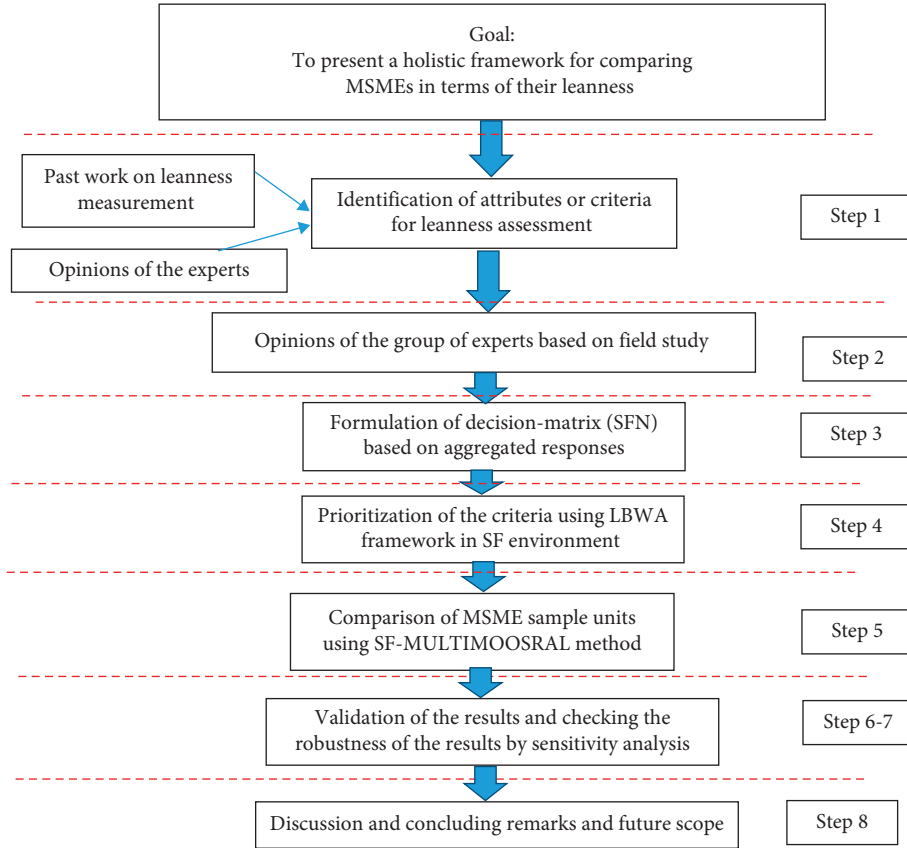 Goal:
To present a holistic framework for comparing
MSMEs in terms of their leanness
Past work on leanness
measurement
Opinions of the experts
Identification of attributes or criteria
for leanness assessment
Step 1
Opinions of the group of experts based on field study
Step 2
Formulation of decision-matrix (SFN)
based on aggregated responses
Step 3
Prioritization of the criteria using LBWA
framework in SF environment
Step 4
Comparison of MSME sample units
using SF-MULTIMOOSRAL method
Step 5
Validation of the results and checking the
robustness of the results by sensitivity analysis
Step 6-7
Discussion and concluding remarks and future scope
Step 8